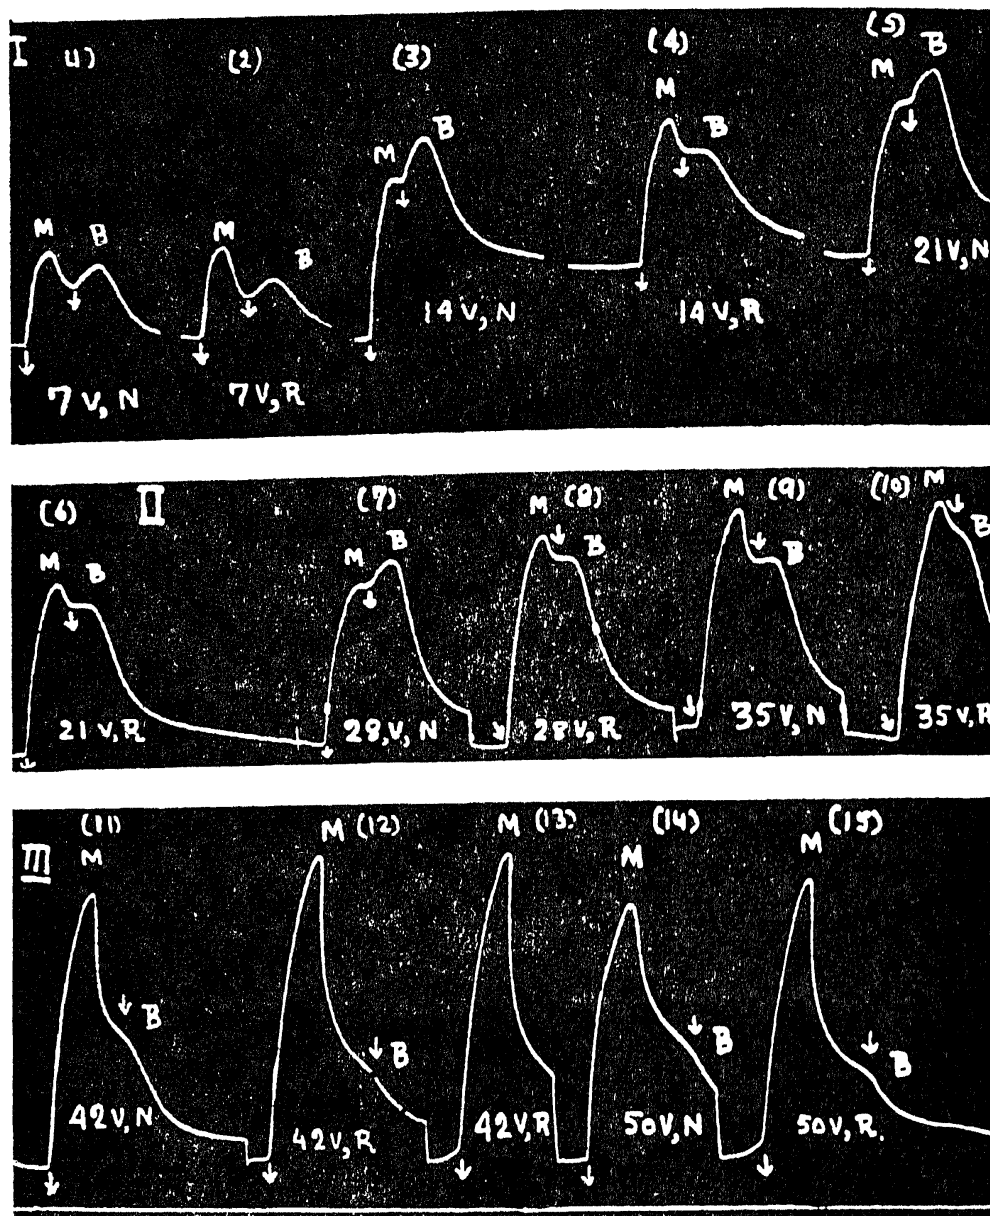 I (1) (2) (3) (4) (5)
M B M B M B M B M B
7 V, N 7 V, R 14 V, N 14 V, R 21 V, N
(6) II (7) (8) (9) (10)
M B M B M B M B M B
21 V, R 28, V, N 28 V, R 35 V, N 35 V, R
III (11) (12) (13) (14) (15)
M M M M M
B B B B
42 V, N 42 V, R 42 V, R 50 V, N 50 V, R.